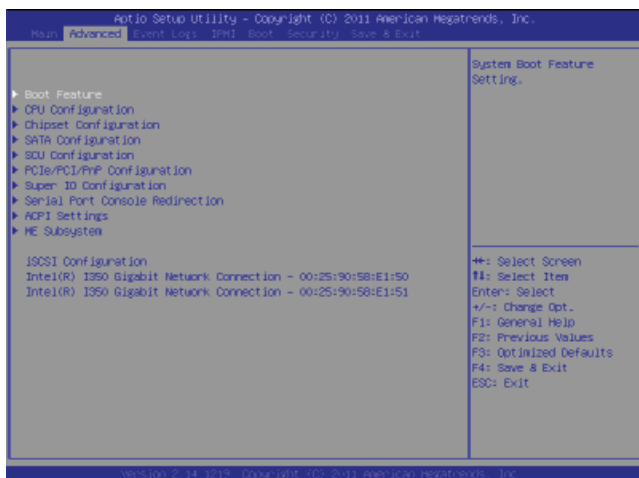 Aptio Setup Utility - Copyright (C) 2011 American Megatrends, Inc.
Main Advanced Event Logs IPMI Boot Security Save & Exit
System Boot Feature
Setting.
▶ Boot Feature
▶ CPU Configuration
▶ Chipset Configuration
▶ SATA Configuration
▶ SCU Configuration
▶ PCIe/PCI/PnP Configuration
▶ Super IO Configuration
▶ Serial Port Console Redirection
▶ ACPI Settings
▶ ME Subsystem
iSCSI Configuration
Intel(R) I350 Gigabit Network Connection - 00:25:90:58:E1:50
Intel(R) I350 Gigabit Network Connection - 00:25:90:58:E1:51
→←: Select Screen
↑↓: Select Item
Enter: Select
+/-: Change Opt.
F1: General Help
F2: Previous Values
F3: Optimized Defaults
F4: Save & Exit
ESC: Exit
Version 2.14.1219. Copyright (C) 2011 American Megatrends, Inc.